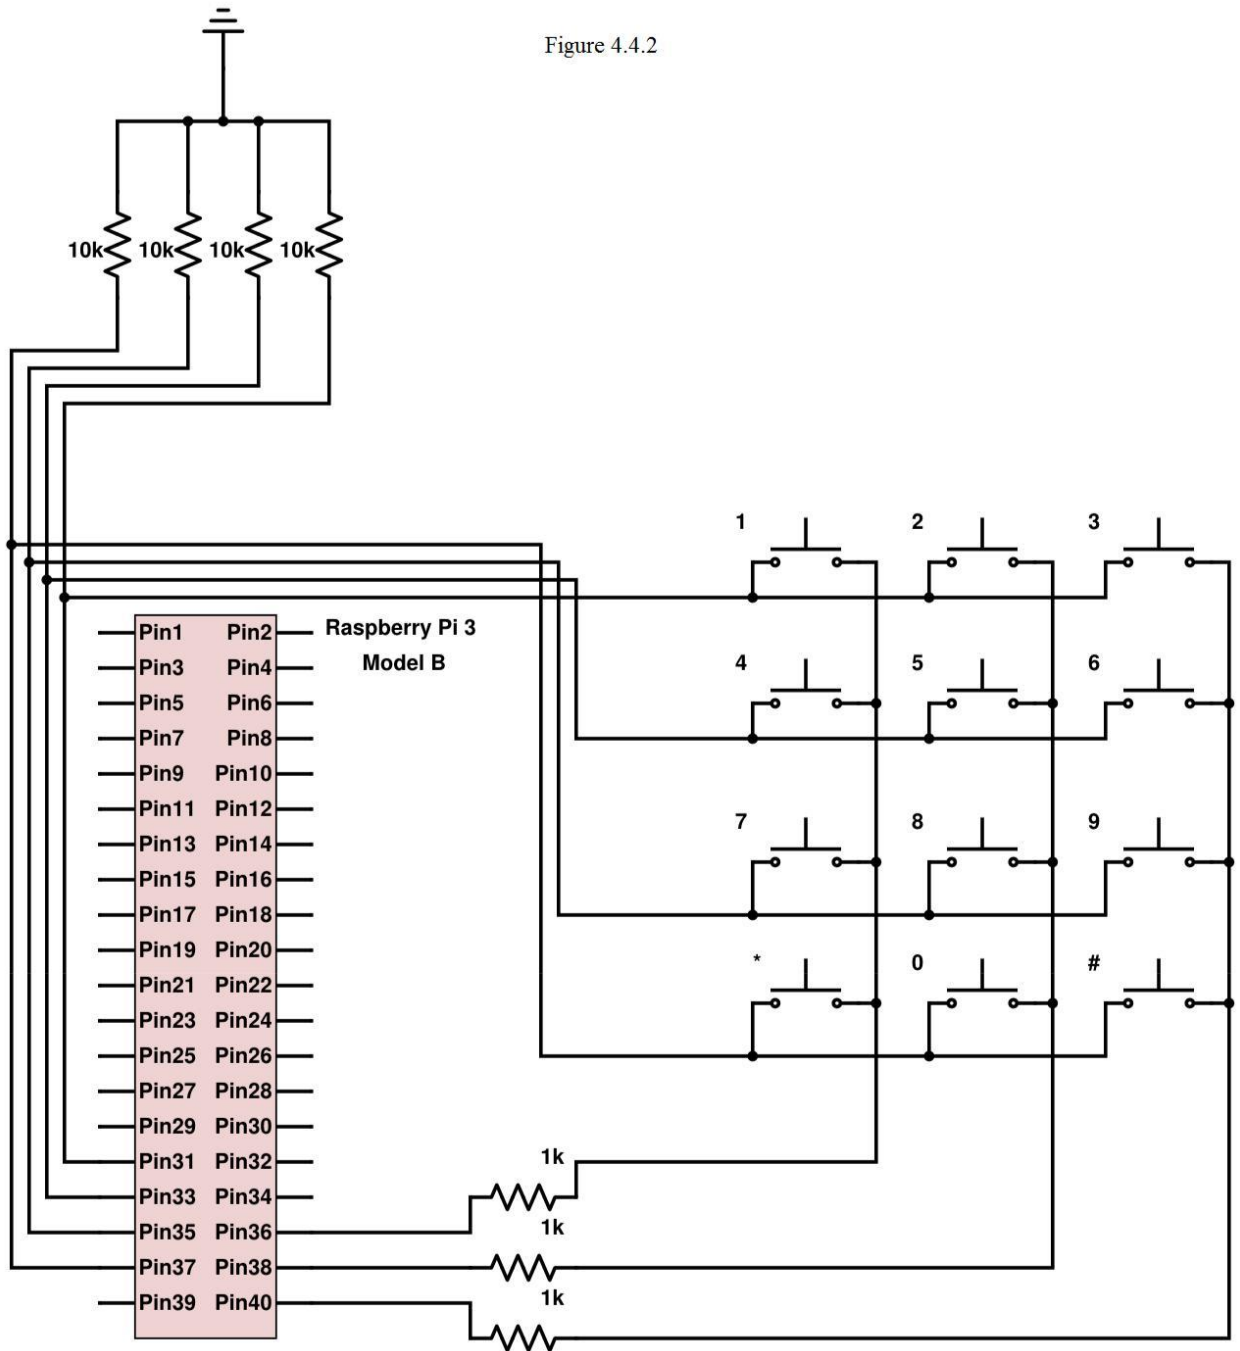 Figure 4.4.2
10k 10k 10k 10k
1 2 3
Pin1 Pin2 Raspberry Pi 3
Pin3 Pin4 Model B 4 5 6
Pin5 Pin6
Pin7 Pin8
Pin9 Pin10
Pin11 Pin12 7 8 9
Pin13 Pin14
Pin15 Pin16
Pin17 Pin18
Pin19 Pin20 * 0 #
Pin21 Pin22
Pin23 Pin24
Pin25 Pin26
Pin27 Pin28
Pin29 Pin30
Pin31 Pin32 1k
Pin33 Pin34
Pin35 Pin36 1k
Pin37 Pin38
Pin39 Pin40 1k